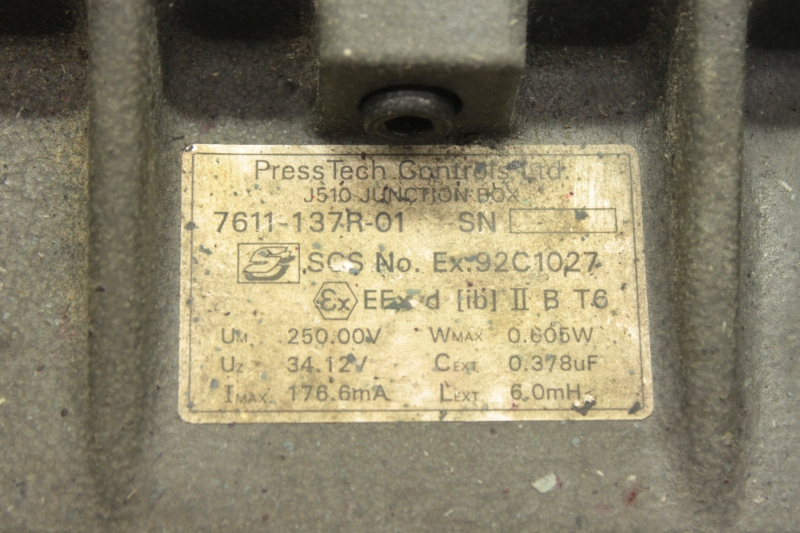 PressTech Controls Ltd.
J510 JUNCTION BOX
7611-137R-01 SN
SCS No. Ex.92C1027
Ex EEx d [ib] II B T6
UM 250.00V WMAX 0.605W
UZ 34.12V CEXT 0.378uF
IMAX. 176.6mA LEXT 6.0mH